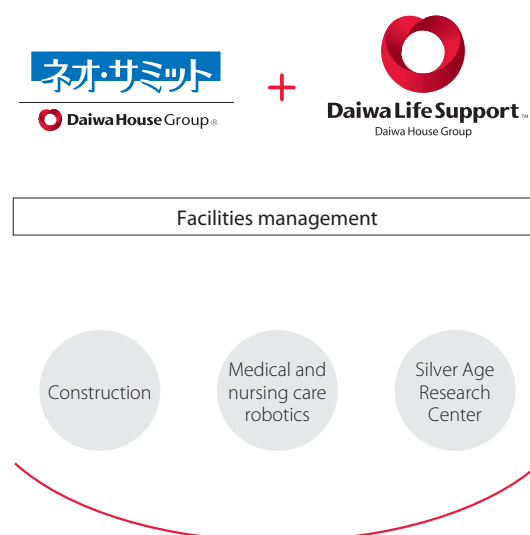 ネオ・サミット
Daiwa House Group®
+
Daiwa Life Support™
Daiwa House Group
Facilities management
Construction
Medical and
nursing care
robotics
Silver Age
Research
Center